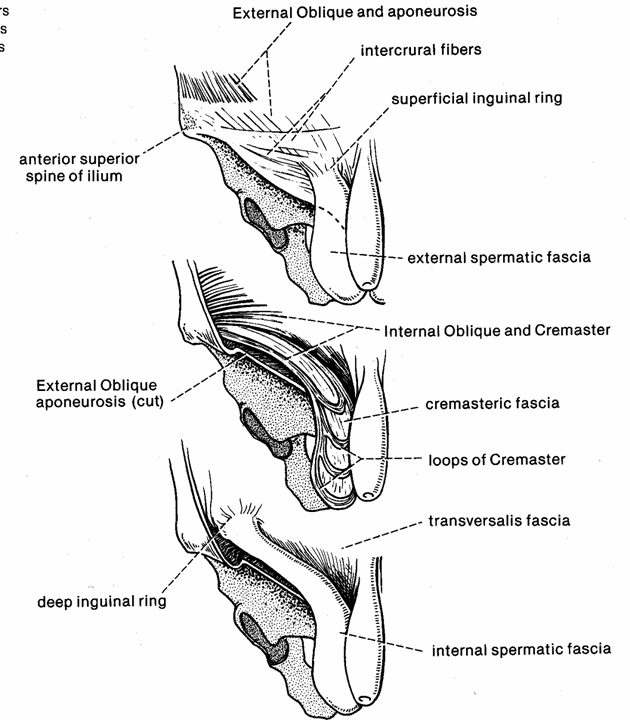 External Oblique and aponeurosis
intercrural fibers
superficial inguinal ring
anterior superior
spine of ilium
external spermatic fascia
Internal Oblique and Cremaster
External Oblique
aponeurosis (cut)
cremasteric fascia
loops of Cremaster
transversalis fascia
deep inguinal ring
internal spermatic fascia